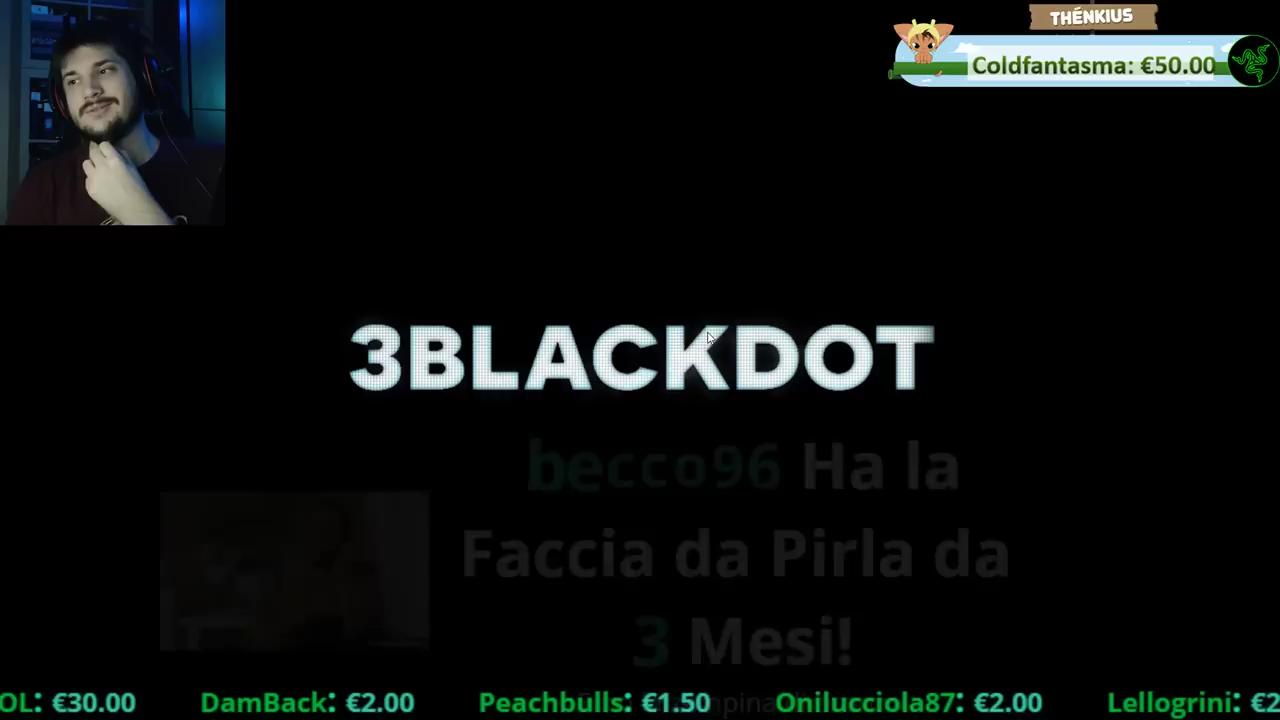 THÉNKIUS
Coldfantasma: €50.00
3BLACKDOT
becco96 Ha la
Faccia da Pirla da
3 Mesi!
OL: €30.00 DamBack: €2.00 Peachbulls: €1.50 Onilucciola87: €2.00 Lellogrini: €2